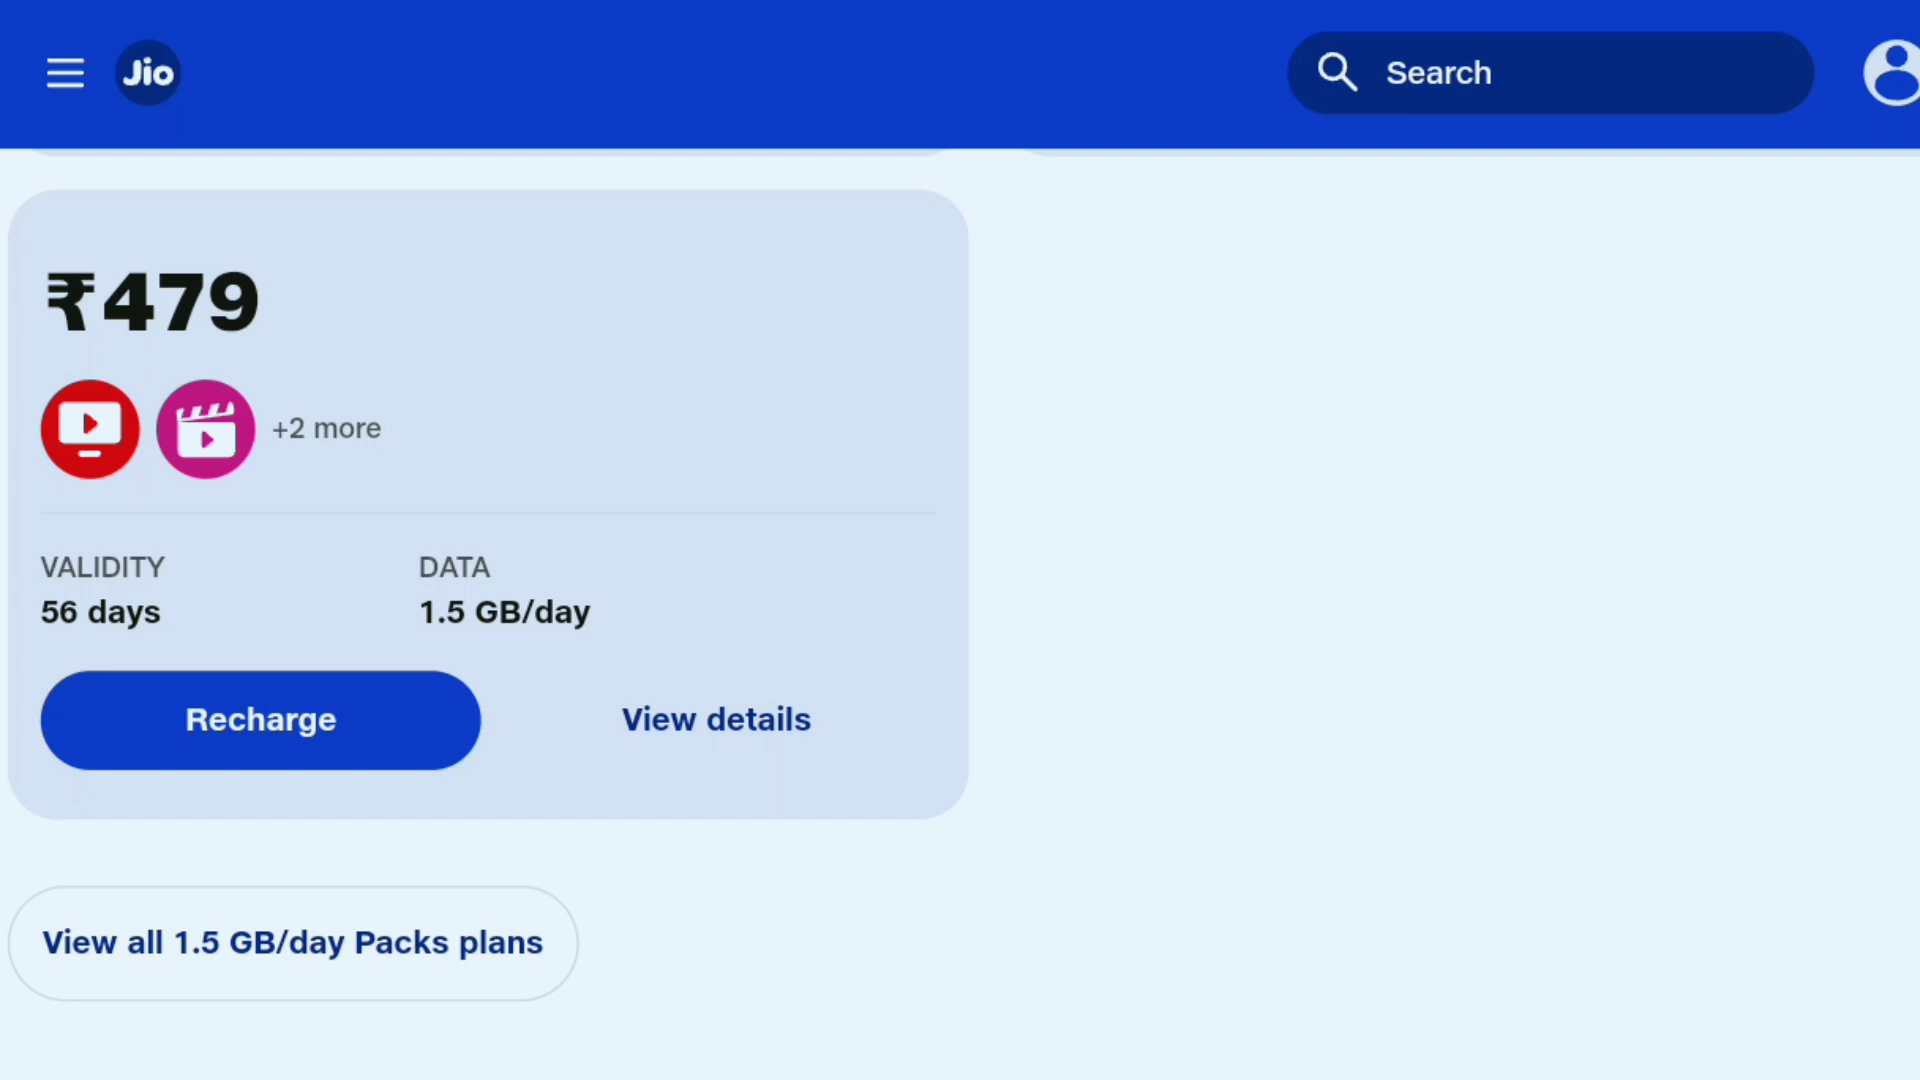 Jio
Search
₹479
+2 more
VALIDITY
56 days
DATA
1.5 GB/day
Recharge
View details
View all 1.5 GB/day Packs plans